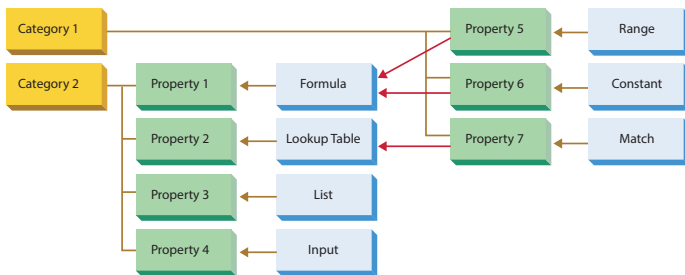 Category 1
Property 5
Range
Category 2
Property 1
Formula
Property 6
Constant
Property 2
Lookup Table
Property 7
Match
Property 3
List
Property 4
Input